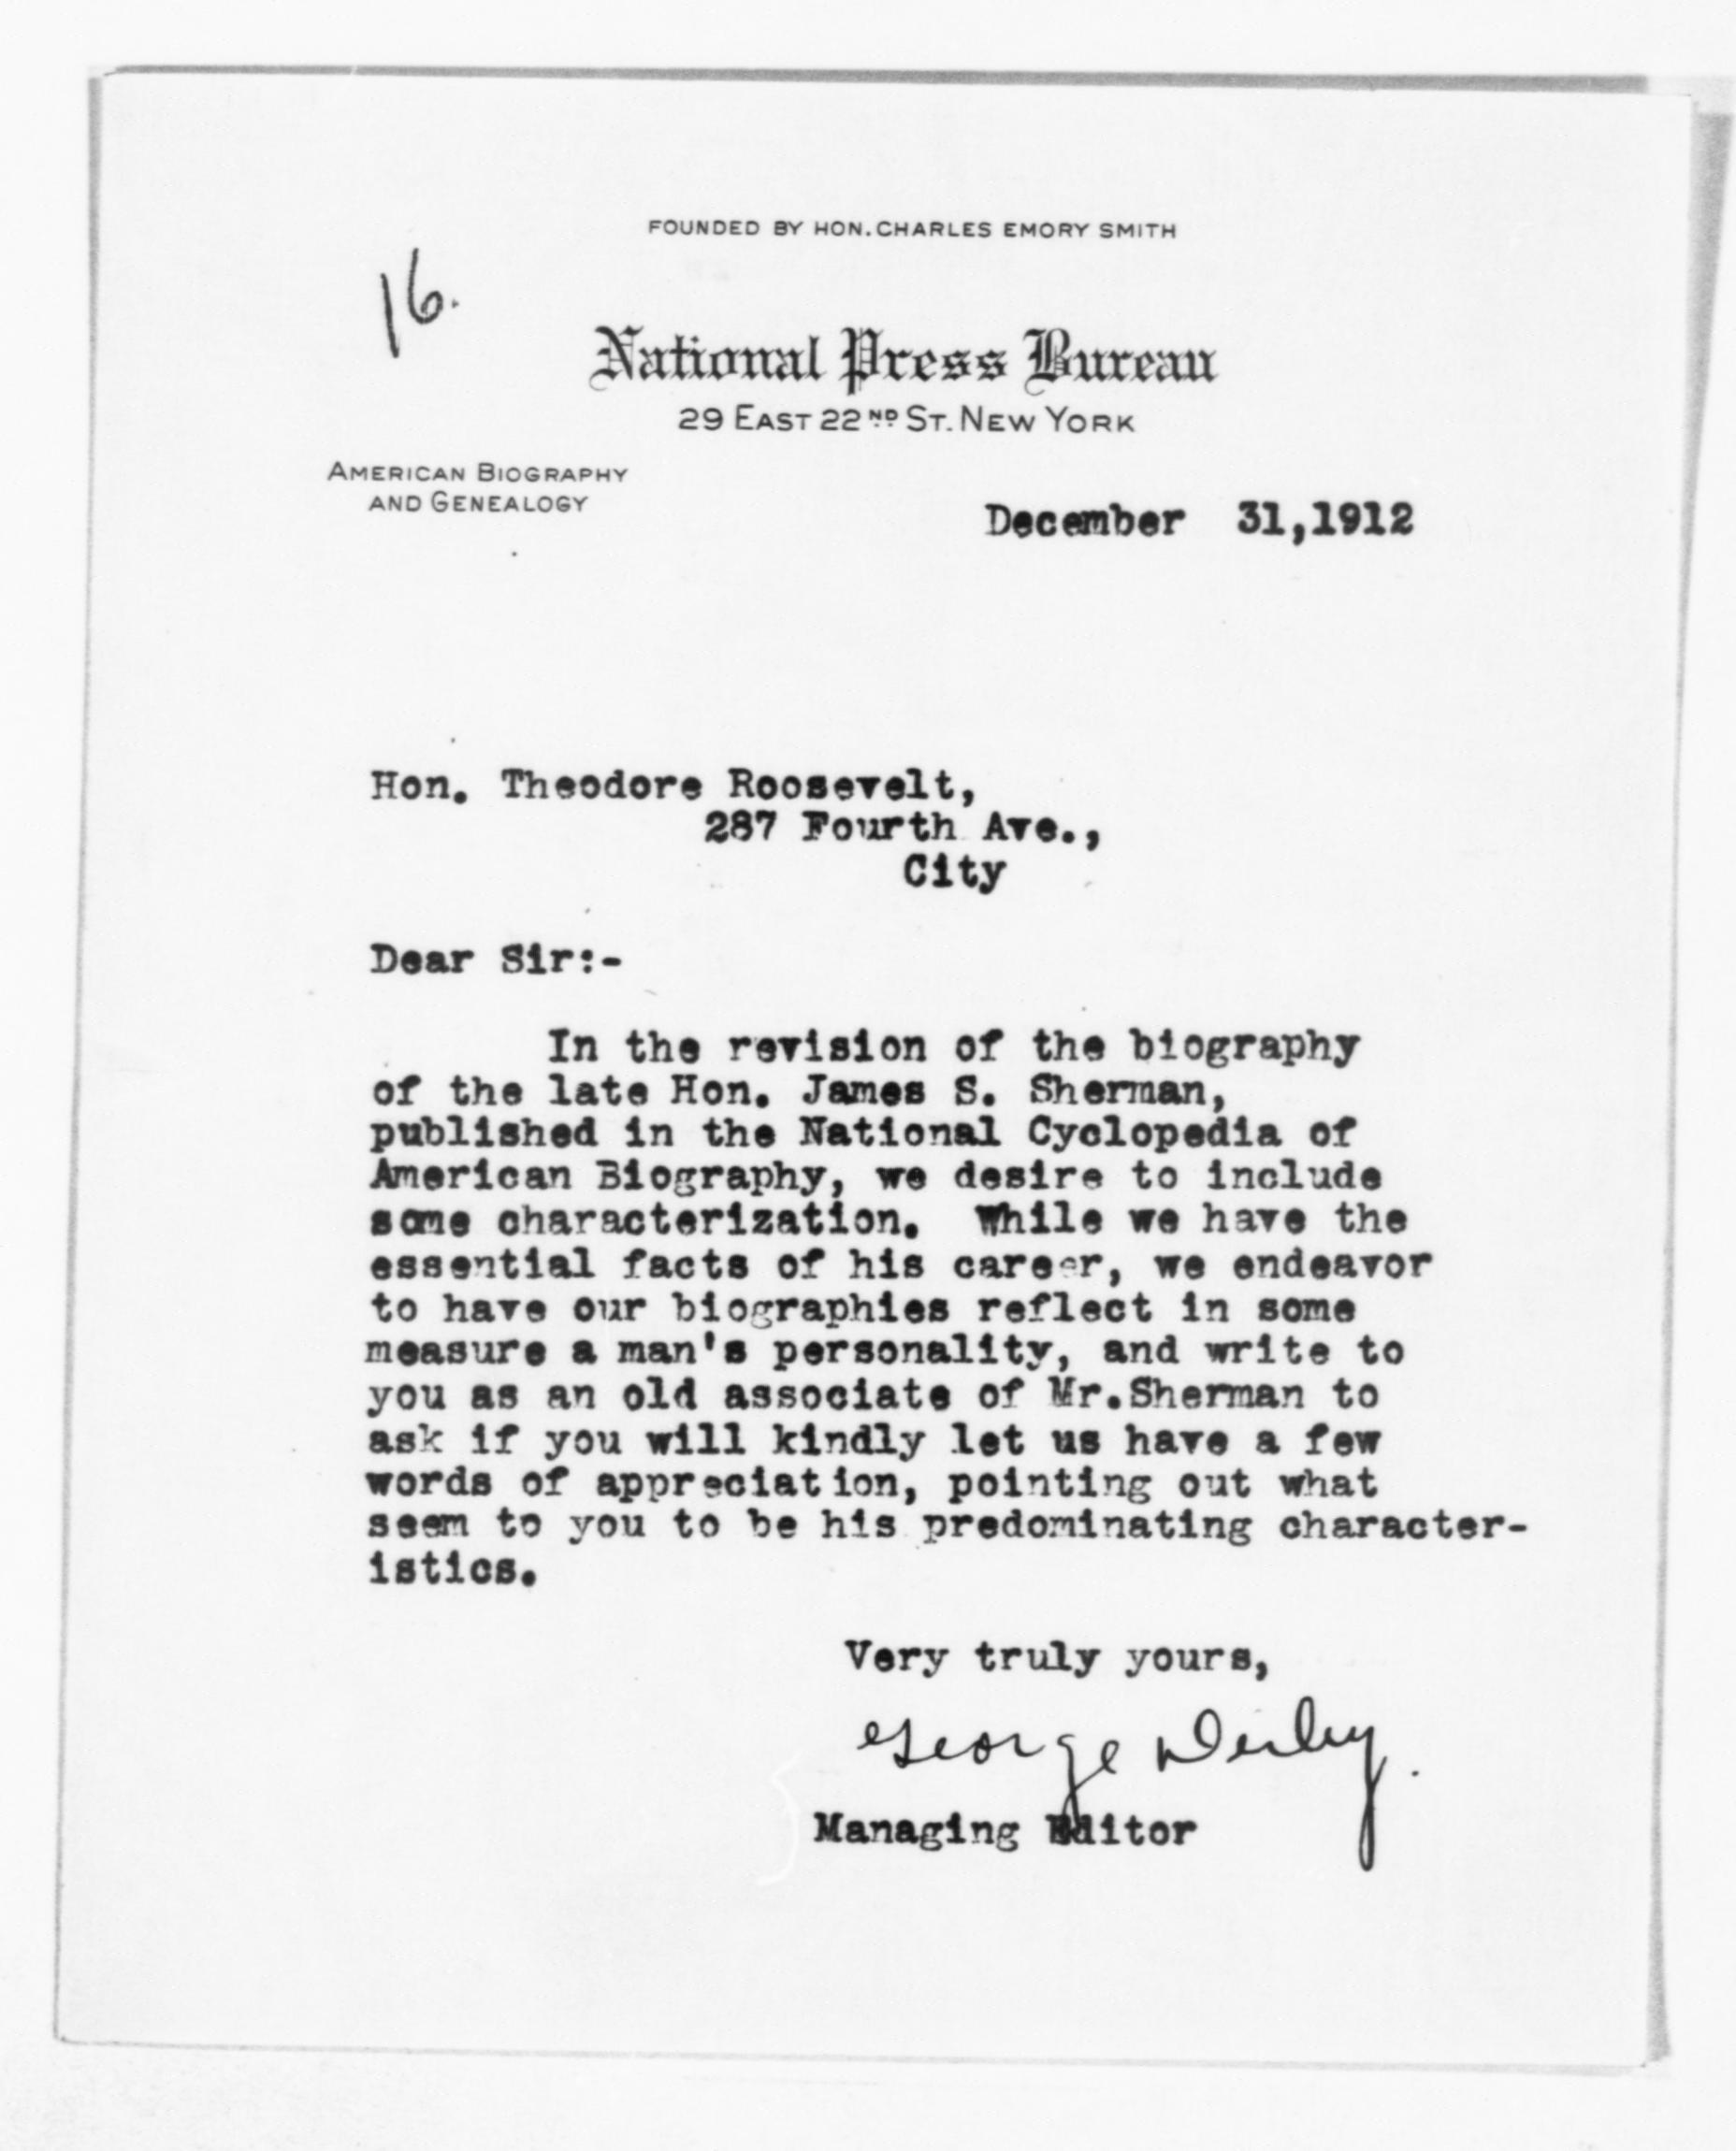 FOUNDED BY HON. CHARLES EMORY SMITH
16.
National Press Bureau
29 EAST 22ND ST. NEW YORK
AMERICAN BIOGRAPHY
AND GENEALOGY
December 31,1912
Hon. Theodore Roosevelt,
287 Fourth Ave.,
City
Dear Sir:-
In the revision of the biography
of the late Hon. James S. Sherman,
published in the National Cyclopedia of
American Biography, we desire to include
some characterization. While we have the
essential facts of his career, we endeavor
to have our biographies reflect in some
measure a man's personality, and write to
you as an old associate of Mr.Sherman to
ask if you will kindly let us have a few
words of appreciation, pointing out what
seem to you to be his predominating character-
istics.
Very truly yours,
George Derby.
Managing Editor